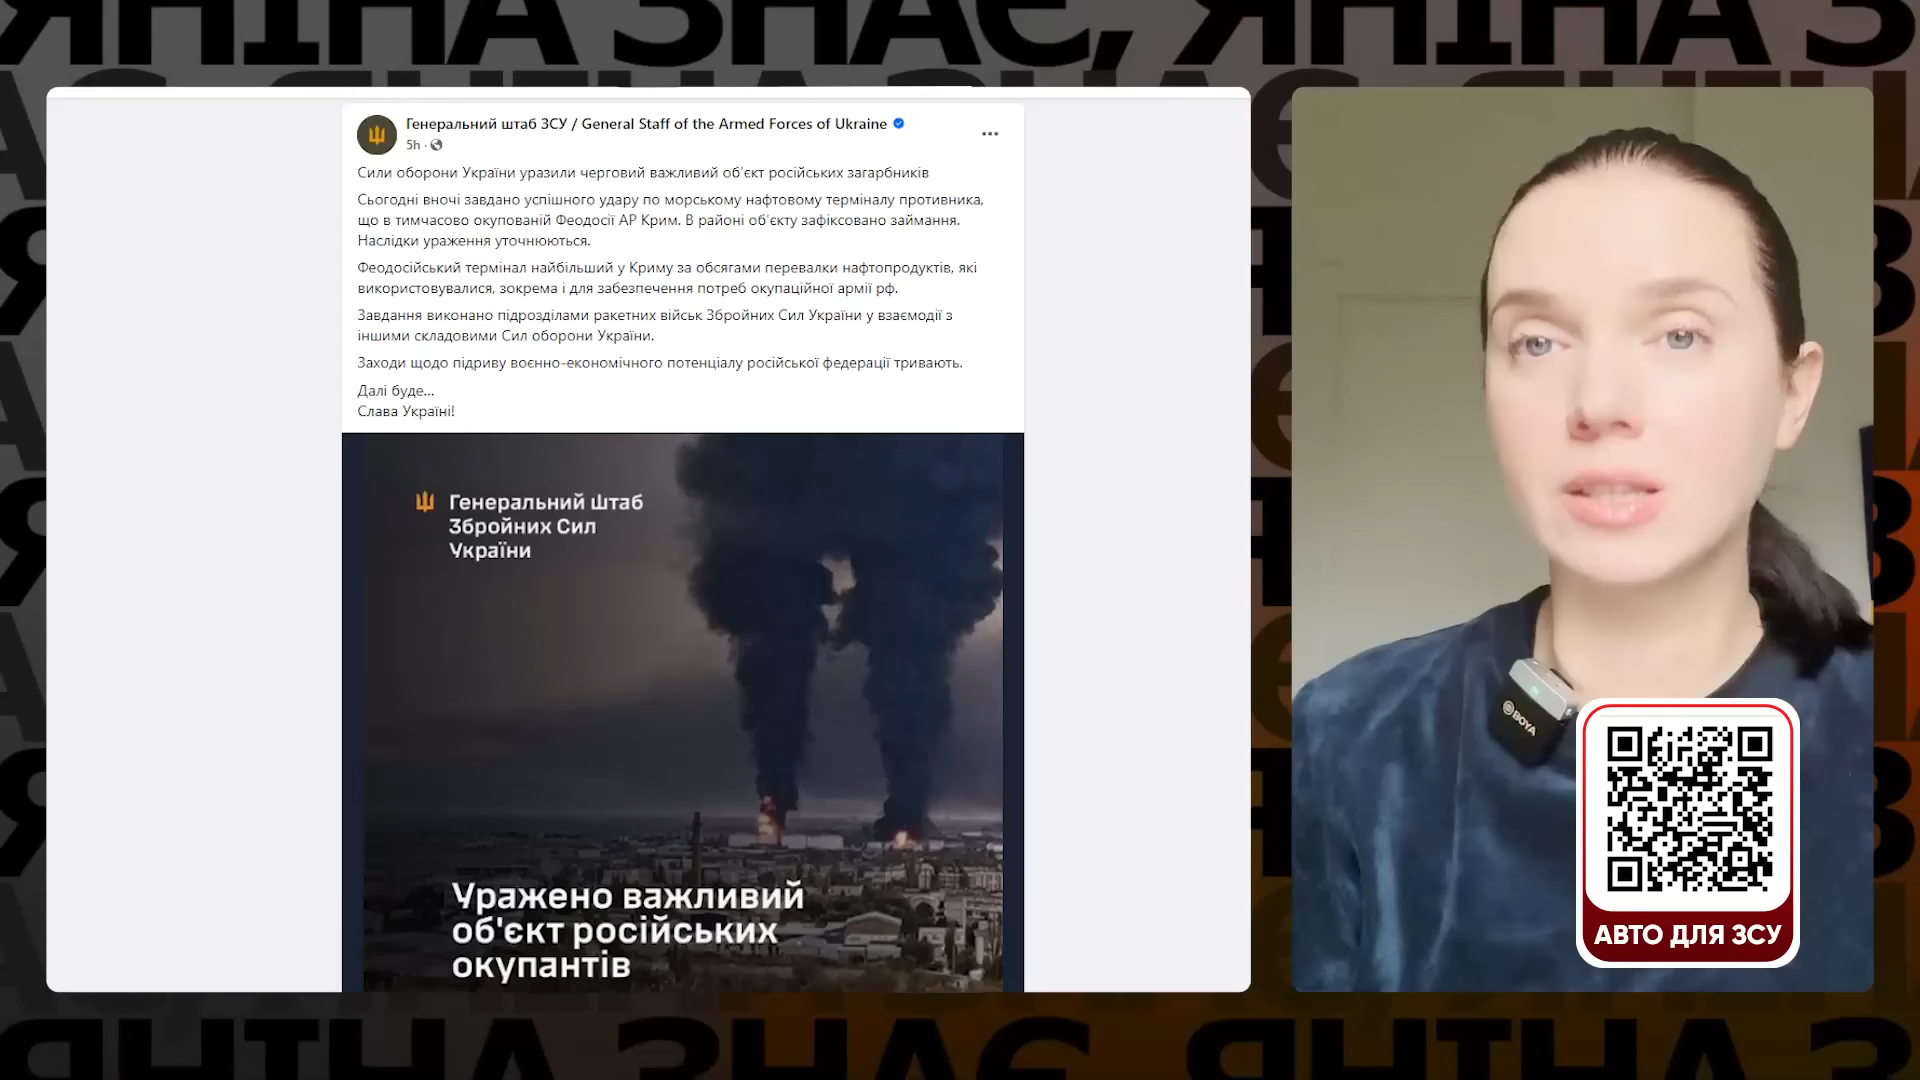 ЯНІНА ЗНАЄ, ЯНІНА З
Генеральний штаб ЗСУ / General Staff of the Armed Forces of Ukraine
5h ·
Сили оборони України уразили черговий важливий об'єкт російських загарбників
Сьогодні вночі завдано успішного удару по морському нафтовому терміналу противника,
що в тимчасово окупованій Феодосії АР Крим. В районі об'єкту зафіксовано займання.
Наслідки ураження уточнюються.
Феодосійський термінал найбільший у Криму за обсягами перевалки нафтопродуктів, які
використовувалися, зокрема і для забезпечення потреб окупаційної армії рф.
Завдання виконано підрозділами ракетних військ Збройних Сил України у взаємодії з
іншими складовими Сил оборони України.
Заходи щодо підриву воєнно-економічного потенціалу російської федерації тривають.
Далі буде...
Слава Україні!
Генеральний штаб
Збройних Сил
України
Уражено важливий
об'єкт російських
окупантів
BOYA
АВТО ДЛЯ ЗСУ
ЯНІНА ЗНАЄ, ЯНІНА З